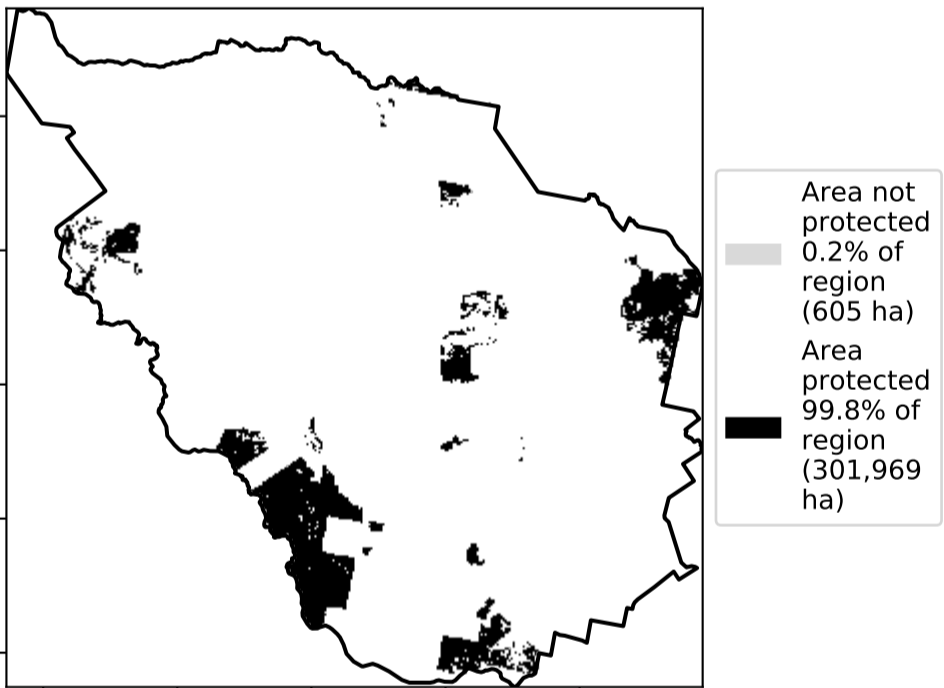 Area not
protected
0.2% of
region
(605 ha)
Area
protected
99.8% of
region
(301,969
ha)